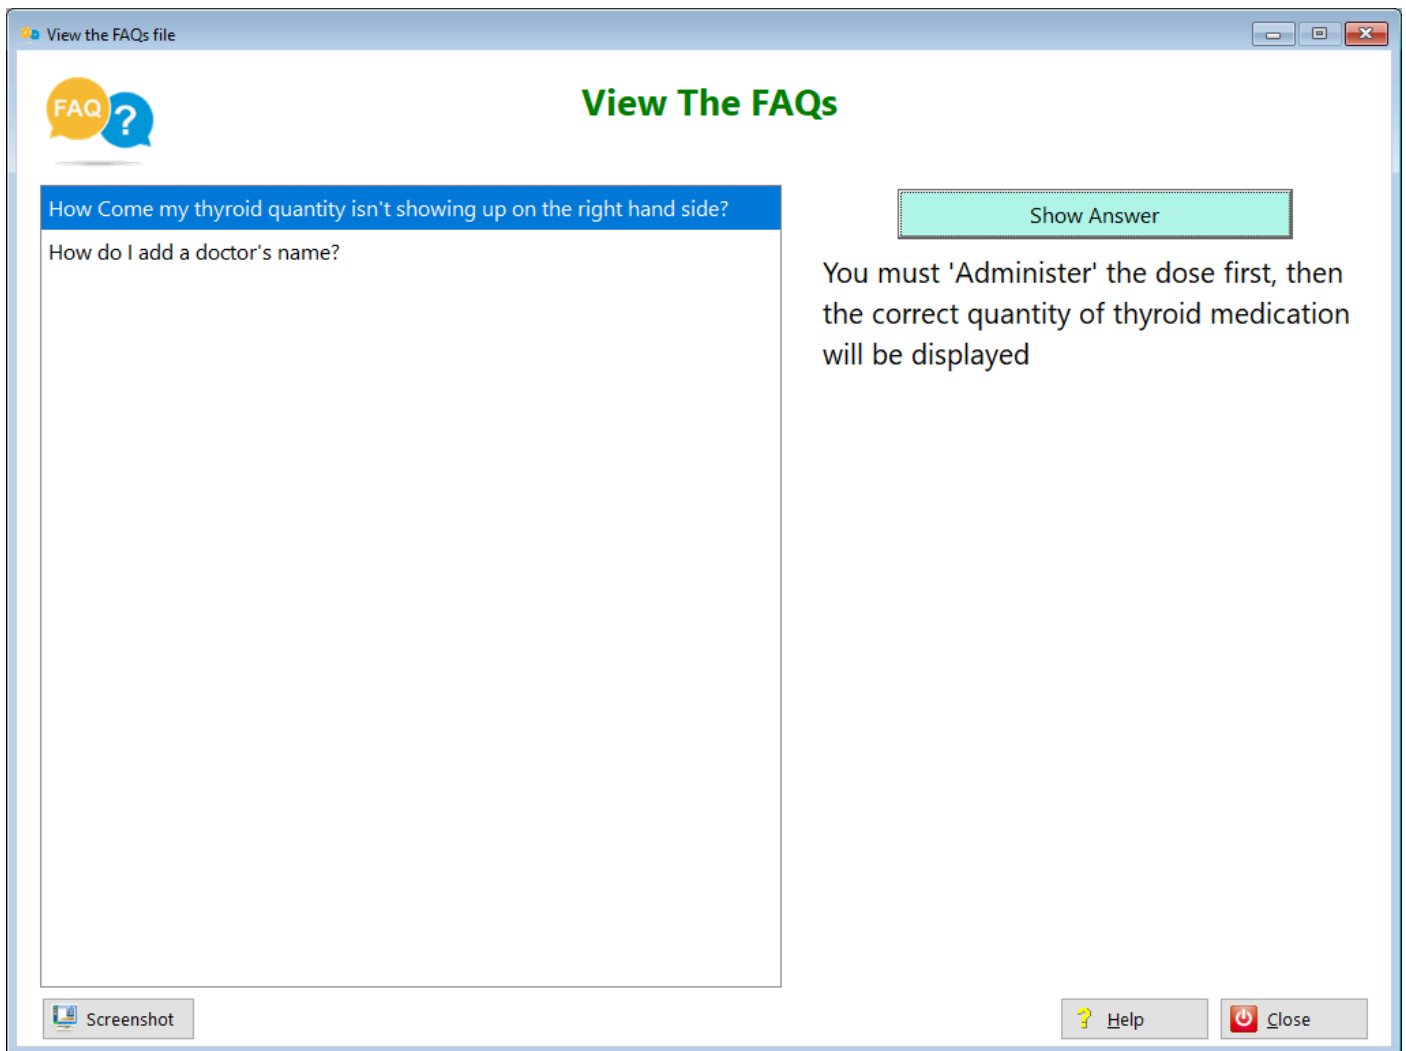 View the FAQs file
FAQ ?
View The FAQs
How Come my thyroid quantity isn't showing up on the right hand side?
How do I add a doctor's name?
Show Answer
You must 'Administer' the dose first, then
the correct quantity of thyroid medication
will be displayed
Screenshot
? Help
Close